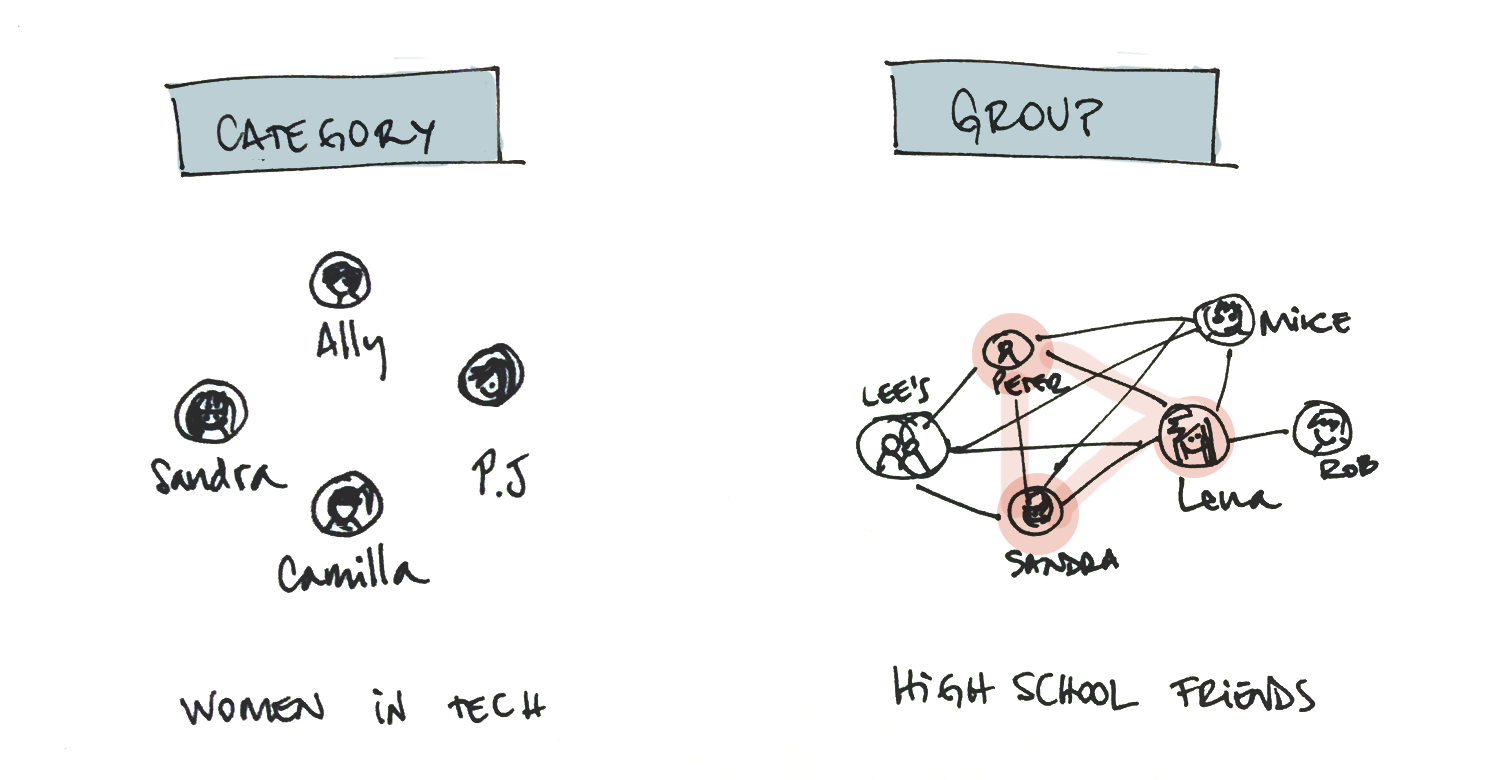 CATEGORY
Ally
Sandra
P.J
Camilla
WOMEN IN TECH
GROUP
MIKE
PETER
LEE'S
ROB
Lena
SANDRA
HIGH SCHOOL FRIENDS